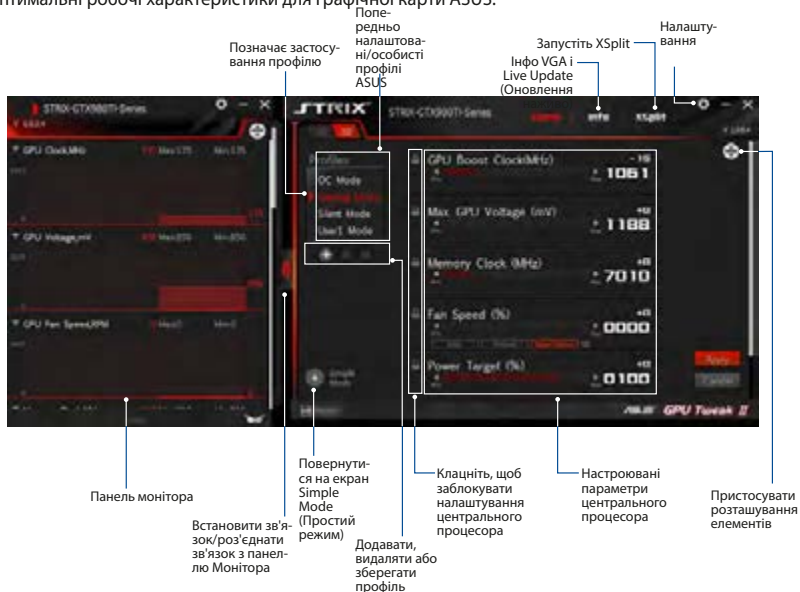 птимальні робочі характеристики для графічної карти ASUS.
Попе-
редньо
налаштова-
ні/особисті
профілі
ASUS
Позначає застосу-
вання профілю
Запустіть XSplit
Інфо VGA і
Live Update
(Оновлення
Налашту-
вання
STRIX-GTX980TI-Series
GPU Clock,MHz
GPU Voltage,mV
GPU Fan Speed,RPM
STRIX
STRIX-GTX980TI-Series
Info
XSplit
Profiles
OC Mode
Gaming Mode
Silent Mode
User1 Mode
GPU Boost Clock(MHz)
1061
Max. GPU Voltage (mV)
1188
Memory Clock (MHz)
7010
Fan Speed (%)
0000
Power Target (%)
0100
Simple
Mode
Apply
Cancel
ASUS GPU Tweak II
Панель монітора
Встановити зв'я-
зок/роз'єднати
зв'язок з панел-
лю Монітора
Повернути-
ся на екран
Simple
Mode
(Простий
режим)
Додавати,
видаляти або
зберегати
профіль
Клацніть, щоб
заблокувати
налаштування
центрального
процесора
Настроювані
параметри
центрального
процесора
Пристосувати
розташування
елементів